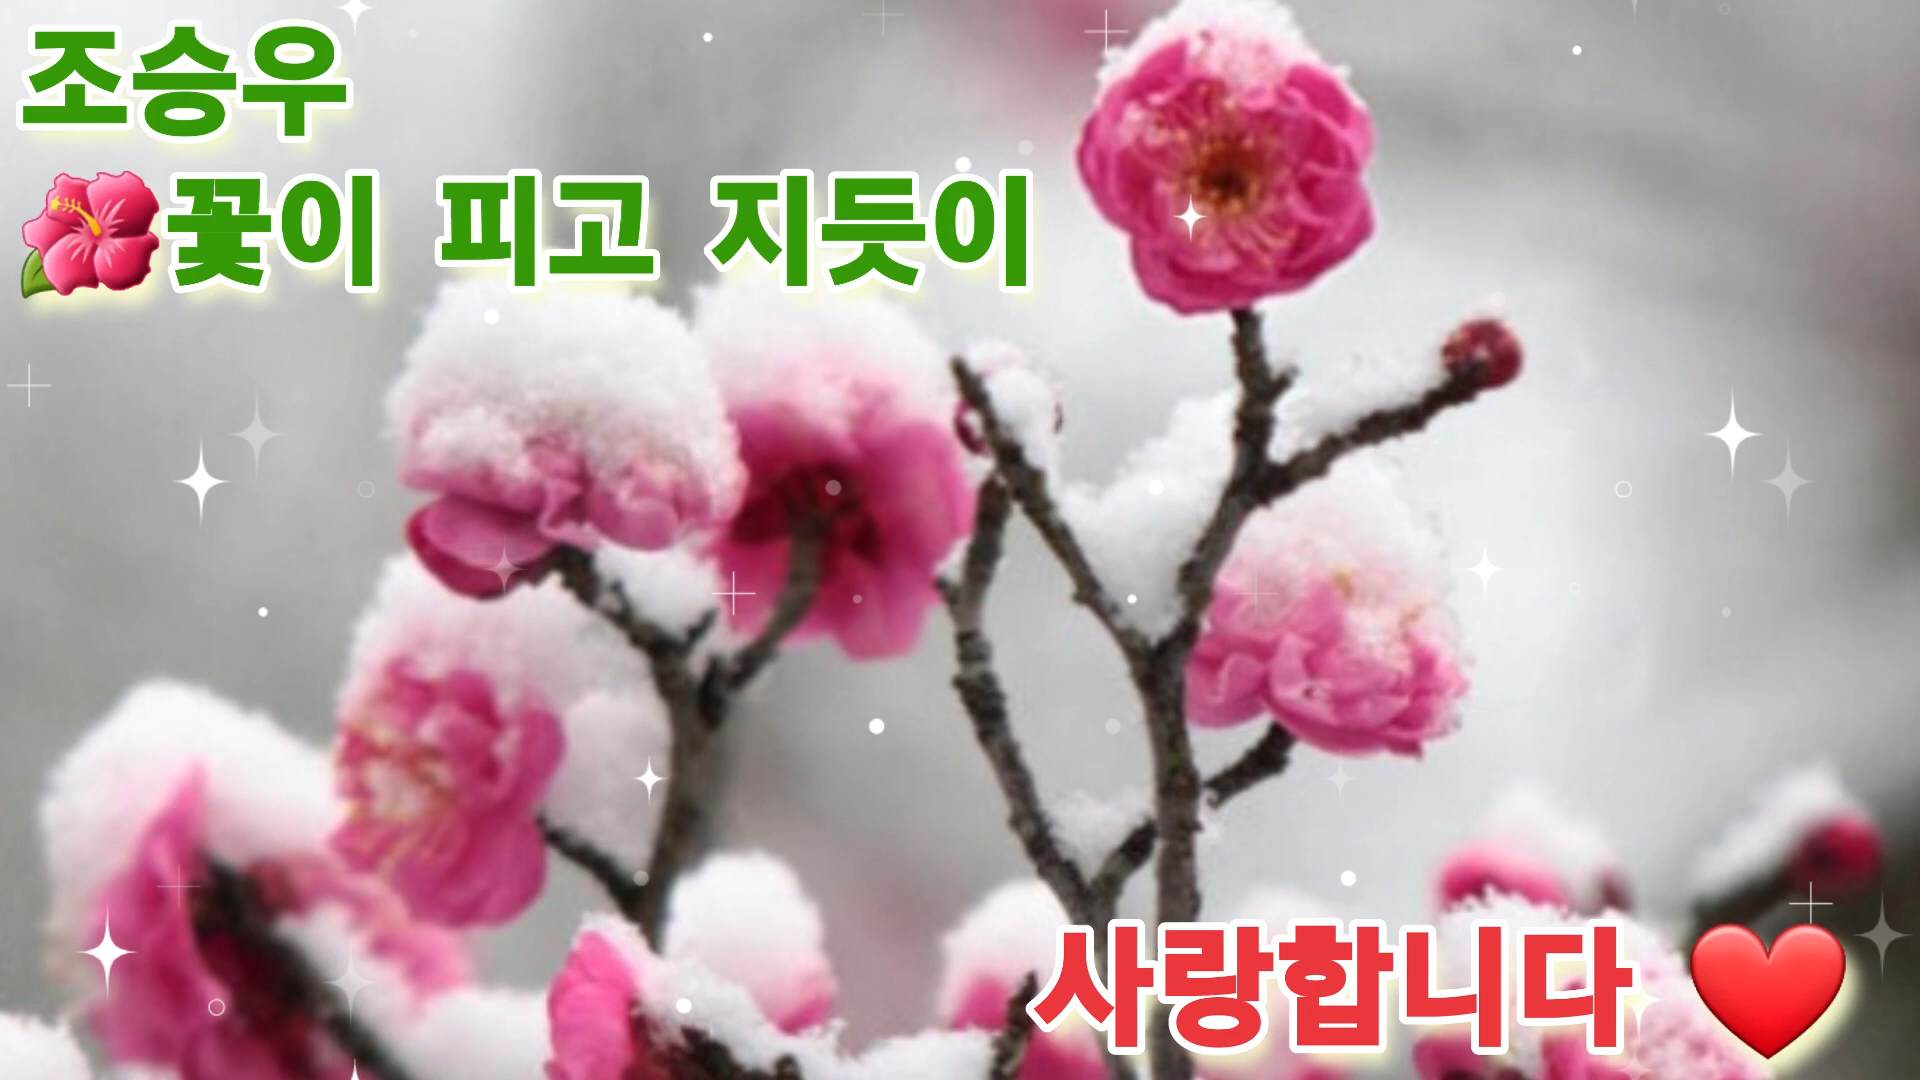 조승우
🌺꽃이 피고 지듯이
사랑합니다 ❤️